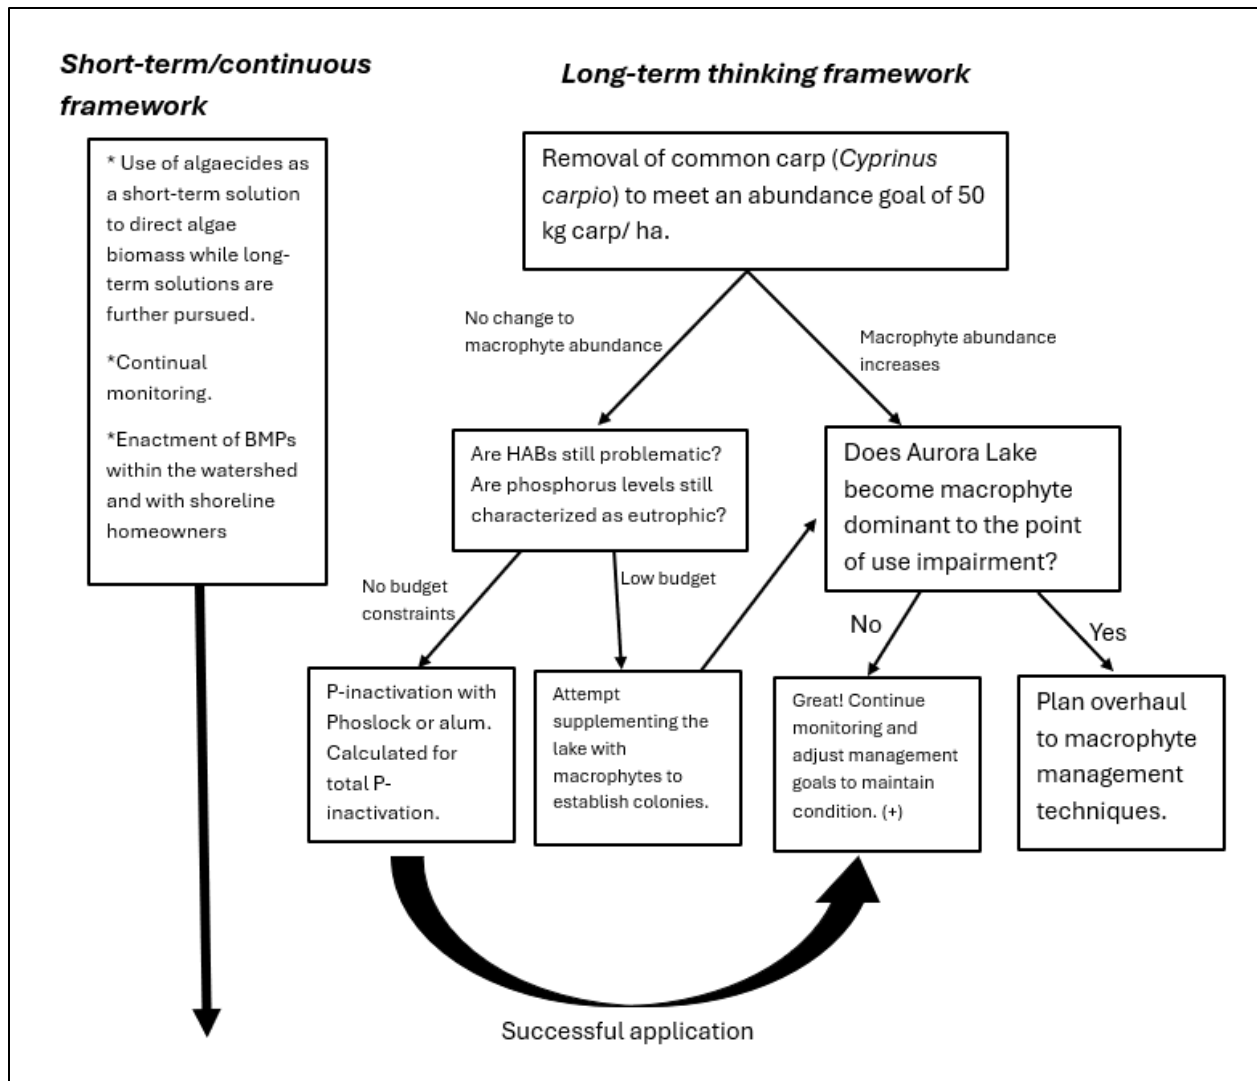 Short-term/continuous
framework
* Use of algaecides as
a short-term solution
to direct algae
biomass while long-
term solutions are
further pursued.
*Continual
monitoring.
*Enactment of BMPs
within the watershed
and with shoreline
homeowners
Long-term thinking framework
Removal of common carp (Cyprinus
carpio) to meet an abundance goal of 50
kg carp/ ha.
No change to
macrophyte abundance
Macrophyte abundance
increases
Are HABs still problematic?
Are phosphorus levels still
characterized as eutrophic?
Does Aurora Lake
become macrophyte
dominant to the point
of use impairment?
No budget
constraints
Low budget
No
Yes
P-inactivation with
Phoslock or alum.
Calculated for
total P-
inactivation.
Attempt
supplementing the
lake with
macrophytes to
establish colonies.
Great! Continue
monitoring and
adjust management
goals to maintain
condition. (+)
Plan overhaul
to macrophyte
management
techniques.
Successful application